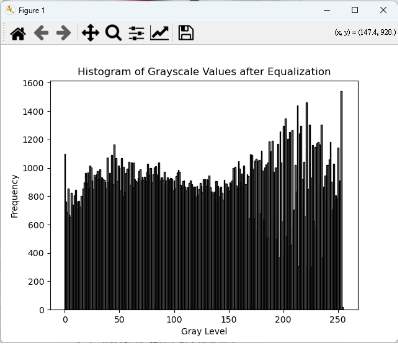 Figure 1
(x, y) = (147.4, 928.)
Histogram of Grayscale Values after Equalization
1600
1400
1200
1000
800
600
400
200
0
Frequency
0 50 100 150 200 250
Gray Level